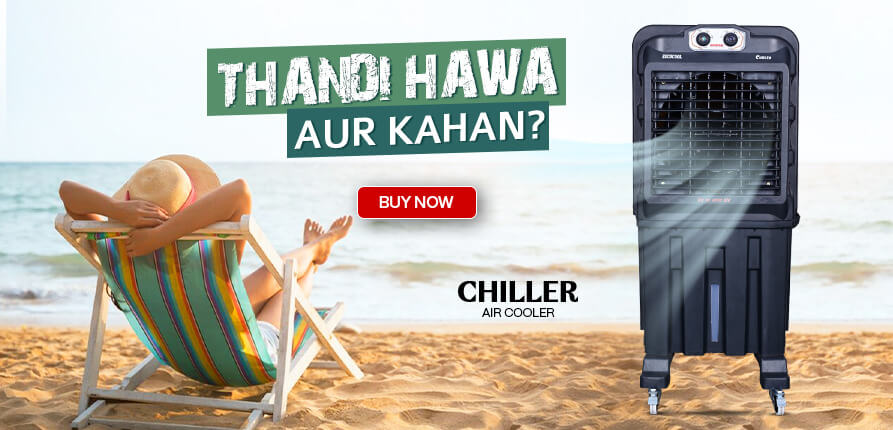 THANDI HAWA
AUR KAHAN?
BUY NOW
CHILLER
AIR COOLER